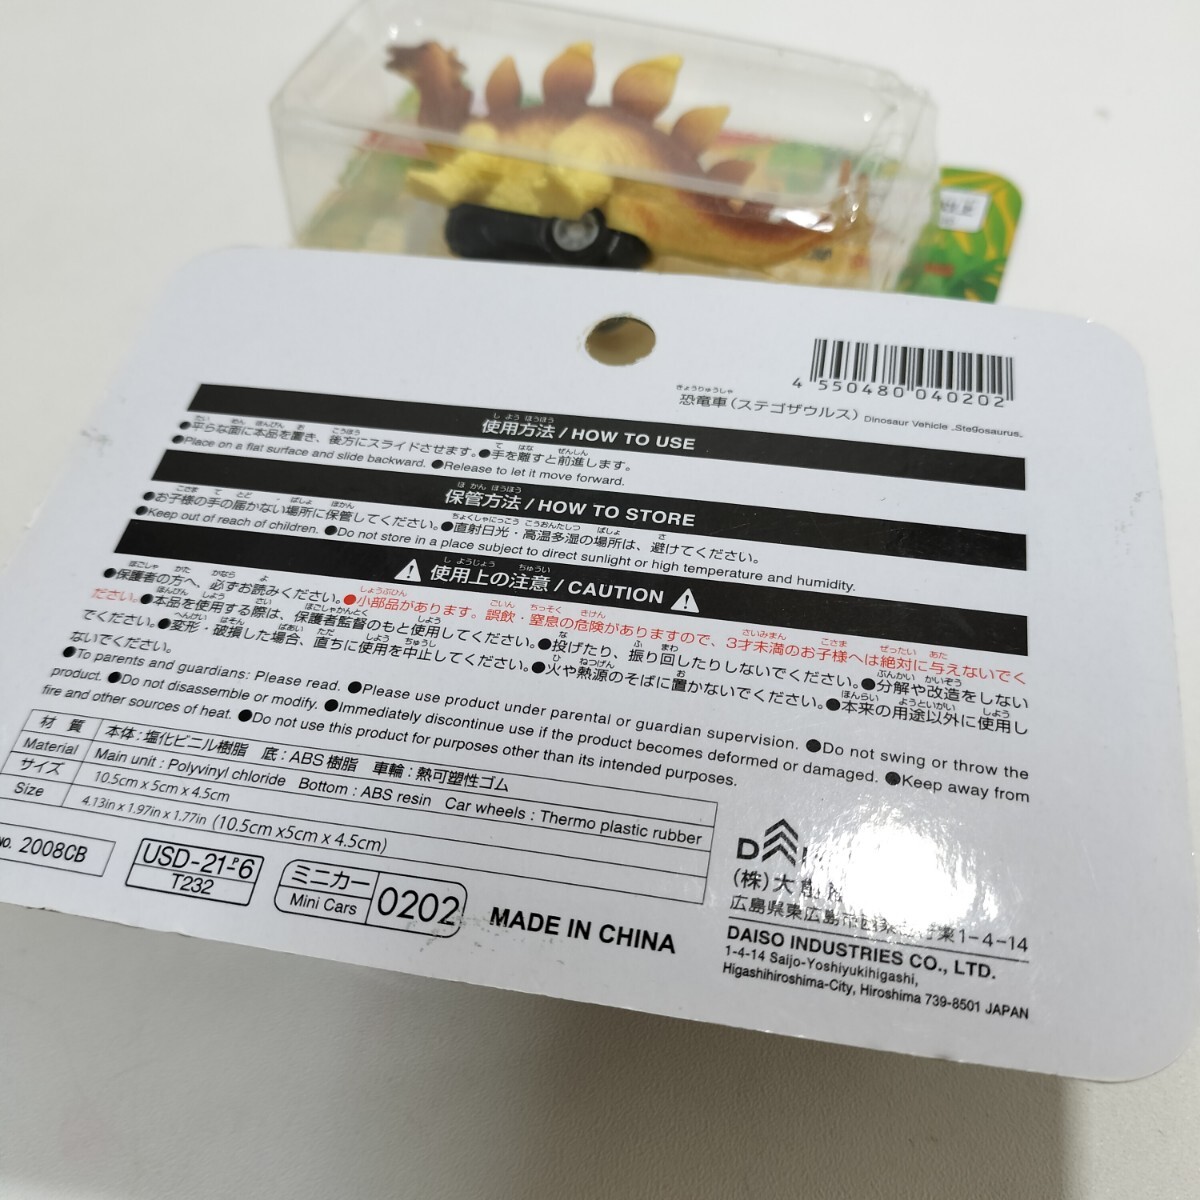 4 550480 040202
きょうりゅうしゃ
恐竜車(ステゴザウルス) Dinosaur Vehicle -Stegosaurus-
使用方法 / HOW TO USE
●平らな面に本品を置き、後方にスライドさせます。●手を離すと前進します。
●Place on a flat surface and slide backward. ●Release to let it move forward.
保管方法 / HOW TO STORE
●お子様の手の届かない場所に保管してください。●直射日光・高温多湿の場所は、避けてください。
●Keep out of reach of children. ●Do not store in a place subject to direct sunlight or high temperature and humidity.
使用上の注意 / CAUTION
●保護者の方へ、必ずお読みください。●小部品があります。誤飲・窒息の危険がありますので、3才未満のお子様へは絶対に与えないでく
ださい。●本品を使用する際は、保護者監督のもと使用してください。●投げたり、振り回したりしないでください。●分解や改造をしない
でください。●変形・破損した場合、直ちに使用を中止してください。●火や熱源のそばに置かないでください。●本来の用途以外に使用し
ないでください。
●To parents and guardians: Please read. ●Please use product under parental or guardian supervision. ●Do not swing or throw the
product. ●Do not disassemble or modify. ●Immediately discontinue use if the product becomes deformed or damaged. ●Keep away from
fire and other sources of heat. ●Do not use this product for purposes other than its intended purposes.
材質 本体:塩化ビニル樹脂 底:ABS樹脂 車輪:熱可塑性ゴム
Material Main unit : Polyvinyl chloride Bottom : ABS resin Car wheels : Thermo plastic rubber
サイズ 10.5cm x 5cm x 4.5cm
Size 4.13in x 1.97in x 1.77in (10.5cm x5cm x 4.5cm)
No. 2008CB
USD-21-P6
T232
ミニカー
Mini Cars
0202
MADE IN CHINA
(株)大
広島県東広島市西 1-4-14
DAISO INDUSTRIES CO., LTD.
1-4-14 Saijo-Yoshiyukihigashi,
Higashihiroshima-City, Hiroshima 739-8501 JAPAN